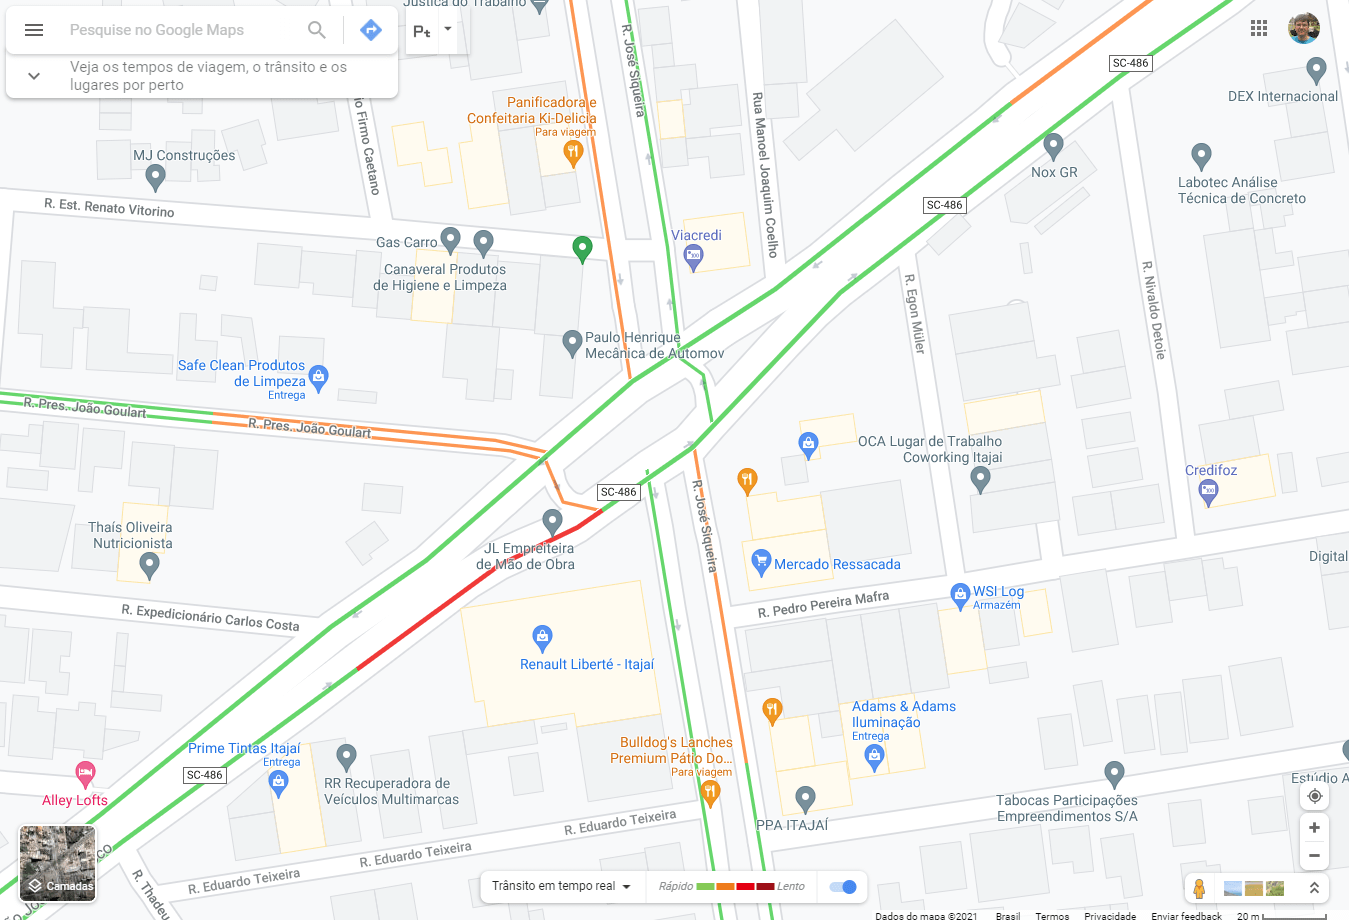 Pesquise no Google Maps
Veja os tempos de viagem, o trânsito e os
lugares por perto
Justiça do Trabalho
SC-486
DEX Internacional
R. José Siqueira
Panificadora e
Confeitaria Ki-Delicia
Para viagem
Rua Manoel Joaquim Coelho
io Firmo Caetano
MJ Construções
Nox GR
Labotec Análise
Técnica de Concreto
R. Est. Renato Vitorino
SC-486
Gas Carro
Viacredi
Canaveral Produtos
de Higiene e Limpeza
R. Egon Müler
R. Nivaldo Detoie
Paulo Henrique
Mecânica de Automov
Safe Clean Produtos
de Limpeza
Entrega
R. Pres. João Goulart
R. Pres. João Goulart
OCA Lugar de Trabalho
Coworking Itajai
Credifoz
SC-486
R. José Siqueira
Thaís Oliveira
Nutricionista
JL Empreiteira
de Mão de Obra
Digital
Mercado Ressacada
WSI Log
Armazém
R. Pedro Pereira Mafra
R. Expedicionário Carlos Costa
Renault Liberté - Itajaí
Adams & Adams
Iluminação
Entrega
Prime Tintas Itajaí
Entrega
Bulldog's Lanches
Premium Pátio Do...
Para viagem
SC-486
RR Recuperadora de
Veículos Multimarcas
Alley Lofts
Estúdio A
Tabocas Participações
Empreendimentos S/A
PPA ITAJAÍ
R. Eduardo Teixeira
R. Eduardo Teixeira
R. Eduardo Teixeira
R. Thadeu
Camadas
Trânsito em tempo real
Rápido
Lento
Dados do mapa ©2021
Brasil
Termos
Privacidade
Enviar feedback
20 m